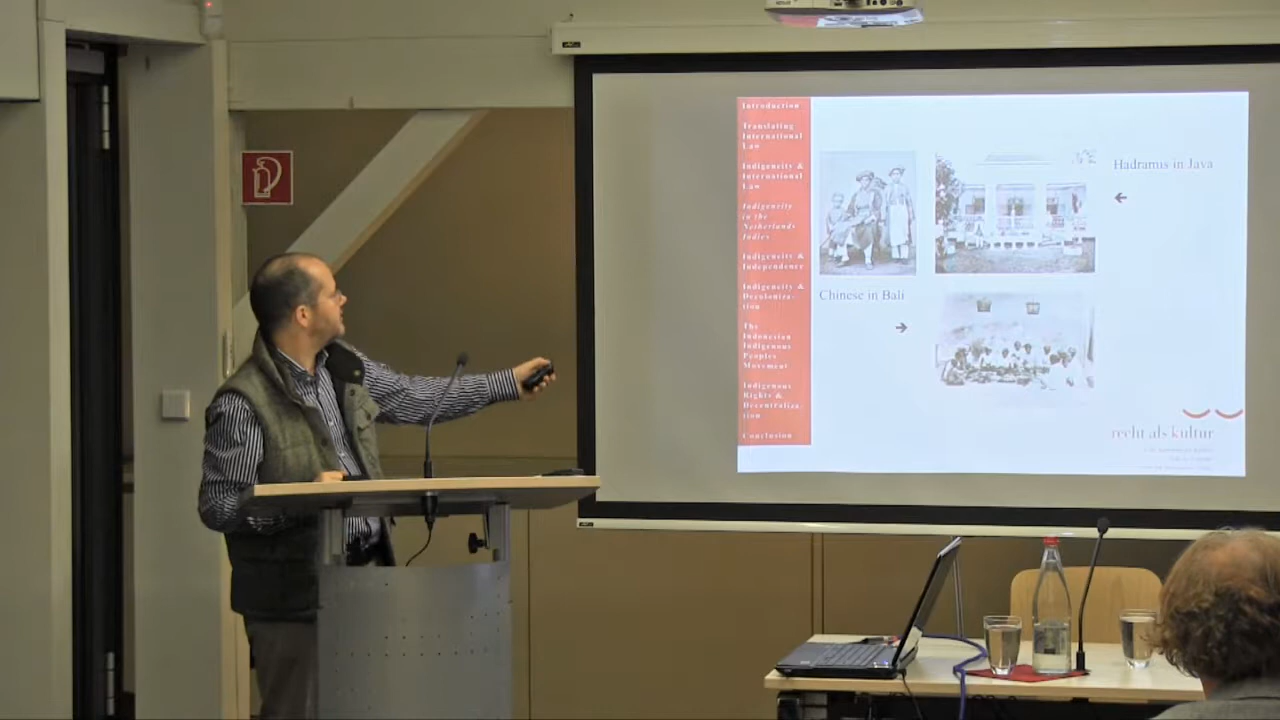 Introduction
Translating
International
Law
Indigeneity &
International
Law
Indigeneity
in the
Netherlands
Indies
Indigeneity &
Independence
Indigeneity &
Decoloniza-
tion
The
Indonesian
Indigenous
Peoples
Movement
Indigenous
Rights &
Decentraliza-
tion
Conclusion
Chinese in Bali
Hadramis in Java
recht als kultur